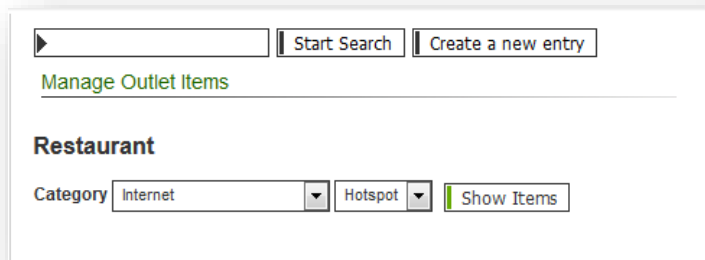 Start Search Create a new entry
Manage Outlet Items
Restaurant
Category Internet Hotspot Show Items